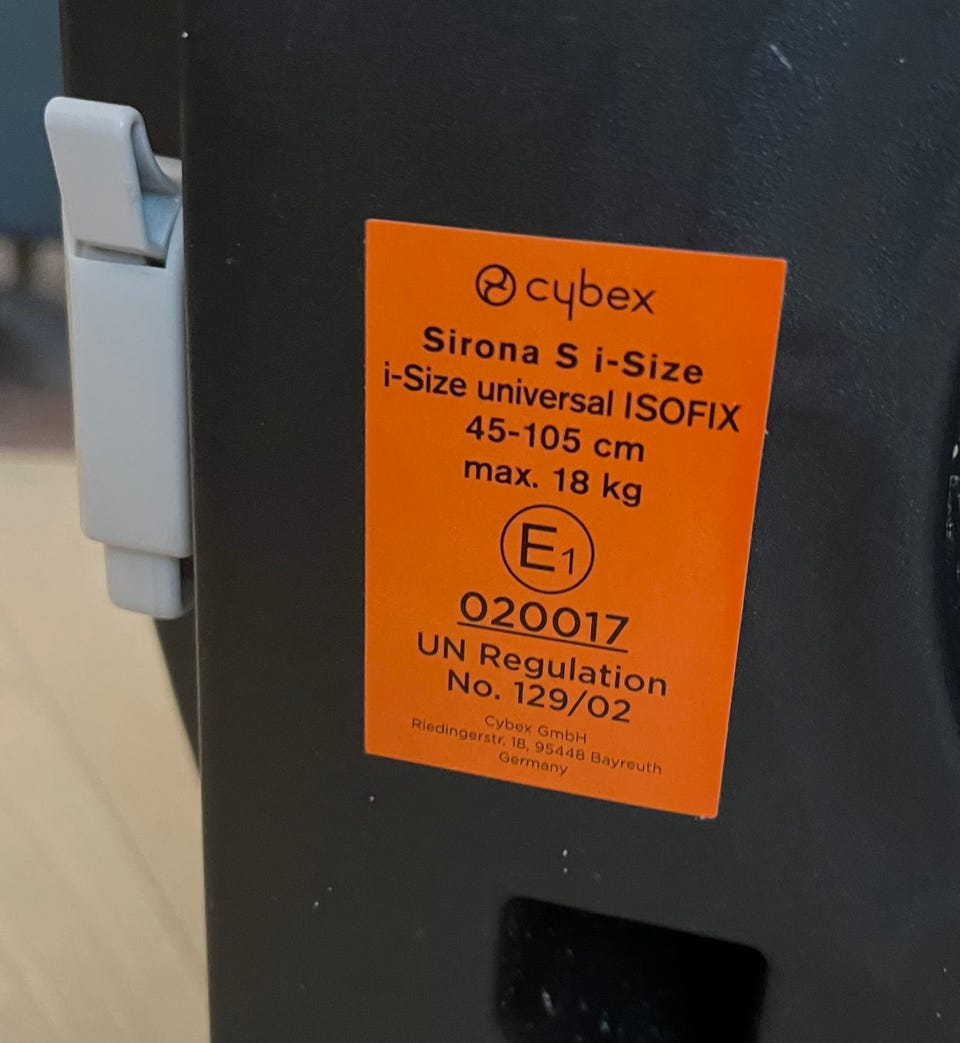 cybex
Sirona S i-Size
i-Size universal ISOFIX
45-105 cm
max. 18 kg
E1
020017
UN Regulation
No. 129/02
Cybex GmbH
Riedingerstr. 18, 95448 Bayreuth
Germany